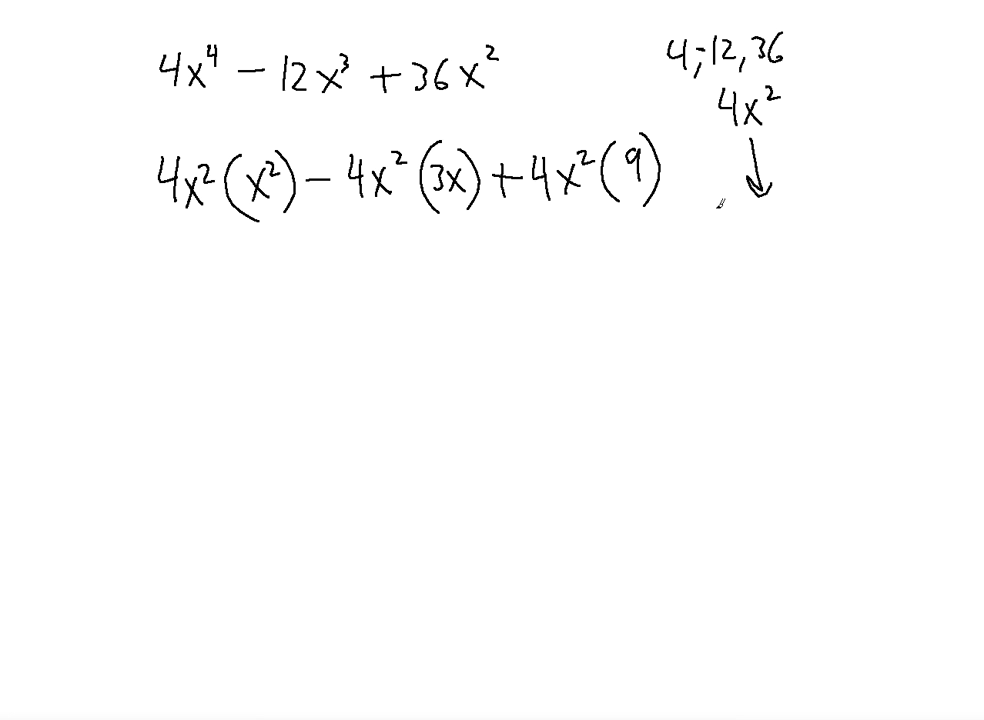 4x⁴ − 12x³ + 36x²
4,-12,36
4x²
4x²(x²) − 4x²(3x) + 4x²(9)